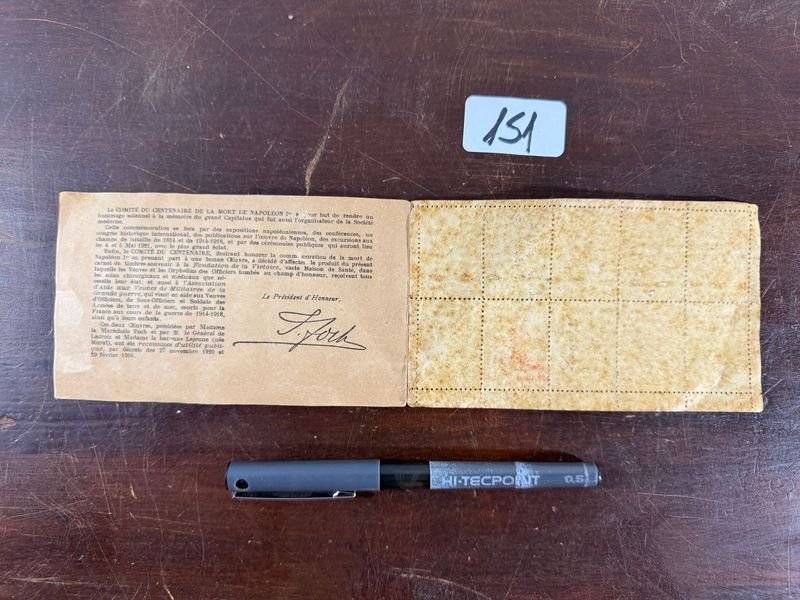 151
Le COMITÉ DU CENTENAIRE DE LA MORT DE NAPOLÉON Iᵉʳ a pour but de rendre un
hommage solennel à la mémoire du grand Capitaine qui fut aussi l'organisateur de la Société
moderne.
Cette commémoration se fera par des expositions napoléoniennes, des conférences, un
congrès historique international, des publications sur l'œuvre de Napoléon, des excursions aux
champs de bataille de 1814 et de 1914-1918, et par des cérémonies publiques qui auront lieu
les 4 et 5 Mai 1921, avec le plus grand éclat.
Enfin, le COMITÉ DU CENTENAIRE, désirant honorer la commémoration de la mort de
Napoléon Iᵉʳ en prenant part à une bonne Œuvre, a décidé d'affecter le produit du présent
carnet de timbres-souvenir à la Fondation de la Victoire, vaste Maison de Santé, dans
laquelle les Veuves et les Orphelins des Officiers tombés au champ d'honneur, reçoivent tous
les soins chirurgicaux et médicaux que né-
cessite leur état; et aussi à l'Association
d'Aide aux Veuves de Militaires de la
Grande guerre, qui vient en aide aux Veuves
d'Officiers, de Sous-Officiers et Soldats des
Armées de terre et de mer, morts pour la
France au cours de la guerre de 1914-1918,
ainsi qu'à leurs enfants.
Ces deux Œuvres, présidées par Madame
la Maréchale Foch et par M. le Général de
Lacroix et Madame la baronne Lejeune (née
Murat), ont été reconnues d'utilité publi-
que, par décrets des 27 novembre 1920 et
29 février 1916.
Le Président d'Honneur,
F. Foch
HI-TECPOINT 0.5